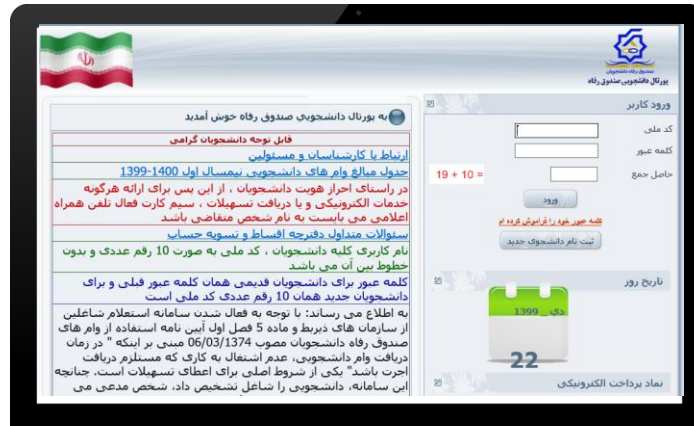 صندوق رفاه دانشجویان
پورتال دانشجویی صندوق رفاه
ورود کاربر
کد ملی
کلمه عبور
حاصل جمع
19 + 10 =
ورود
کلمه عبور خود را فراموش کرده ام
ثبت نام دانشجوی جدید
تاریخ روز
دی _ 1399
22
نماد پرداخت الکترونیکی
به پورتال دانشجویی صندوق رفاه خوش آمدید
قابل توجه دانشجویان گرامی
ارتباط با کارشناسان و مسئولین
جدول مبالغ وام های دانشجویی نیمسال اول 1400-1399
در راستای احراز هویت دانشجویان ، از این پس برای ارائه هرگونه
خدمات الکترونیکی و یا دریافت تسهیلات ، سیم کارت فعال تلفن همراه
اعلامی می بایست به نام شخص متقاضی باشد
سئوالات متداول دفترچه اقساط و تسویه حساب
نام کاربری کلیه دانشجویان ، کد ملی به صورت 10 رقم عددی و بدون
خطوط بین آن می باشد
کلمه عبور برای دانشجویان قدیمی همان کلمه عبور قبلی و برای
دانشجویان جدید همان 10 رقم عددی کد ملی است
به اطلاع می رساند: با توجه به فعال شدن سامانه استعلام شاغلین
از سازمان های ذیربط و ماده 5 فصل اول آیین نامه استفاده از وام های
صندوق رفاه دانشجویان مصوب 06/03/1374 مبنی بر اینکه " در زمان
دریافت وام دانشجویی، عدم اشتغال به کاری که مستلزم دریافت
اجرت باشد" یکی از شروط اصلی برای اعطای تسهیلات است. چنانچه
این سامانه، دانشجویی را شاغل تشخیص داد، شخص مدعی می